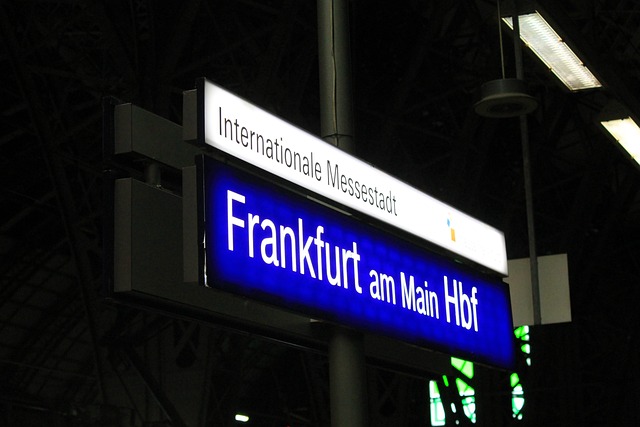 Internationale Messestadt
Frankfurt am Main Hbf